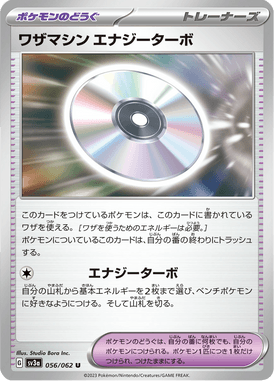 ポケモンのどうぐ
トレーナーズ
ワザマシン エナジーターボ
このカードをつけているポケモンは、このカードに書かれている
ワザを使える。[ワザを使うためのエネルギーは必要。]
ポケモンについているこのカードは、自分の番の終わりにトラッシュ
する。
エナジーターボ
自分の山札から基本エネルギーを2枚まで選び、ベンチポケモ
ンに好きなようにつける。そして山札を切る。
ポケモンのどうぐは、自分の番に何枚でも、自分の
ポケモンにつけられる。ポケモン1匹につき1枚だけ
つけられ、つけたままにする。
Illus. Studio Bora Inc.
G sv3a 056/062 U
©2023 Pokémon/Nintendo/Creatures/GAME FREAK.